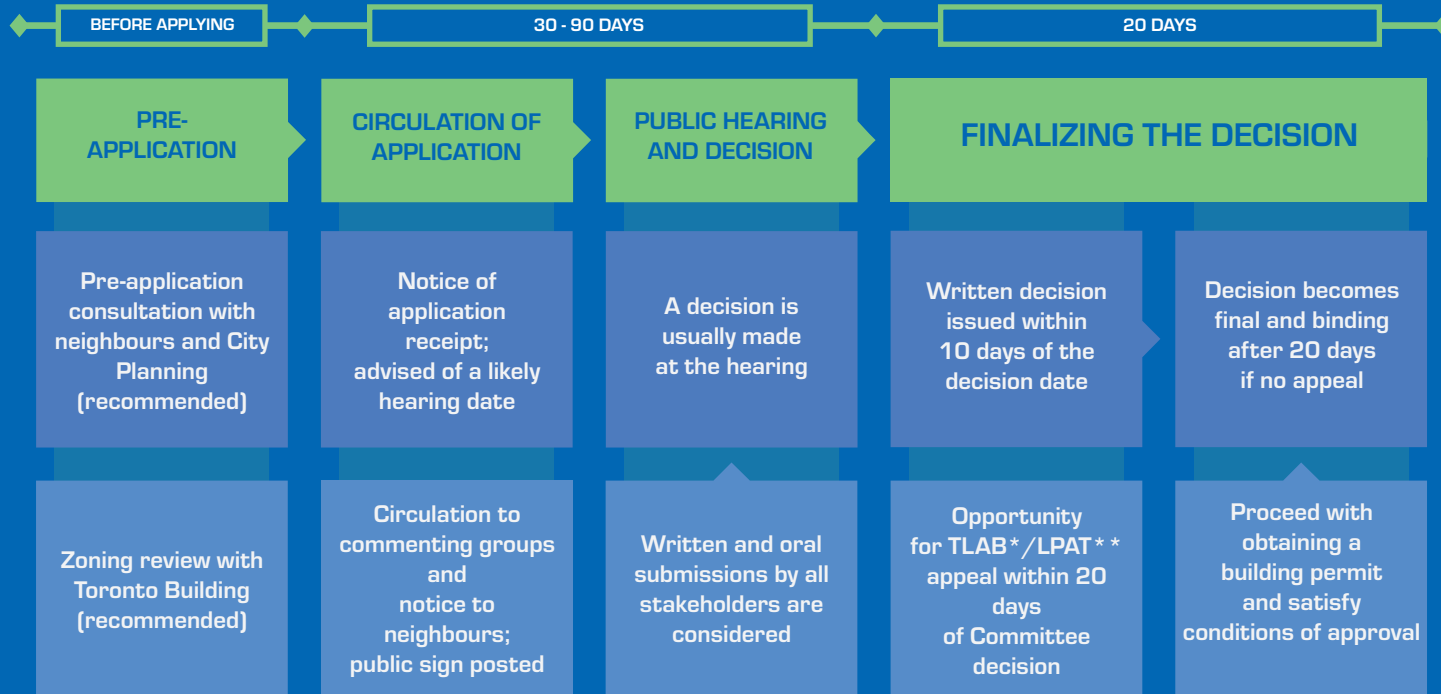 BEFORE APPLYING
30 - 90 DAYS
20 DAYS
PRE-
APPLICATION
CIRCULATION OF
APPLICATION
PUBLIC HEARING
AND DECISION
FINALIZING THE DECISION
Pre-application
consultation with
neighbours and City
Planning
(recommended)
Notice of
application
receipt;
advised of a likely
hearing date
A decision is
usually made
at the hearing
Written decision
issued within
10 days of the
decision date
Decision becomes
final and binding
after 20 days
if no appeal
Zoning review with
Toronto Building
(recommended)
Circulation to
commenting groups
and
notice to
neighbours;
public sign posted
Written and oral
submissions by all
stakeholders are
considered
Opportunity
for TLAB*/LPAT**
appeal within 20
days
of Committee
decision
Proceed with
obtaining a
building permit
and satisfy
conditions of approval